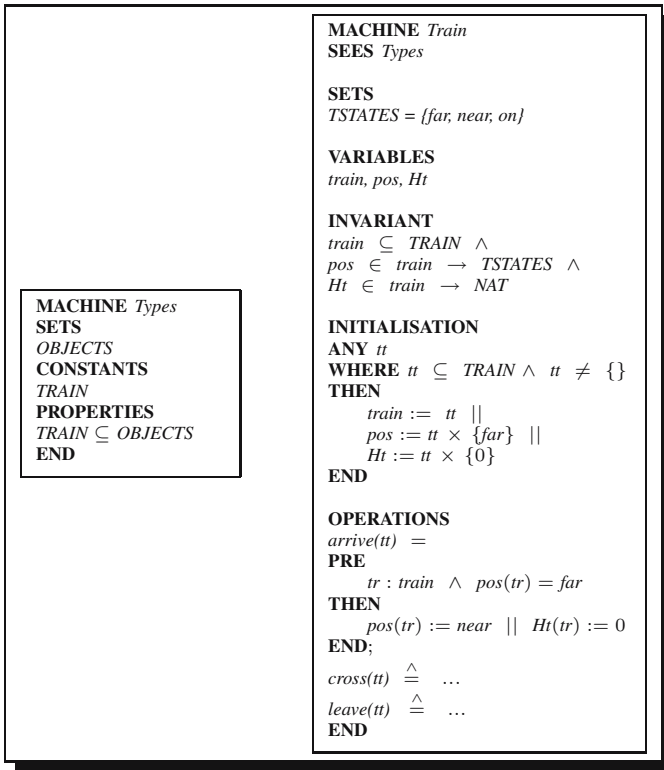 MACHINE Types
SETS
OBJECTS
CONSTANTS
TRAIN
PROPERTIES
TRAIN ⊆ OBJECTS
END
MACHINE Train
SEES Types
SETS
TSTATES = {far, near, on}
VARIABLES
train, pos, Ht
INVARIANT
train ⊆ TRAIN ∧
pos ∈ train → TSTATES ∧
Ht ∈ train → NAT
INITIALISATION
ANY tt
WHERE tt ⊆ TRAIN ∧ tt ≠ {}
THEN
train := tt ||
pos := tt × {far} ||
Ht := tt × {0}
END
OPERATIONS
arrive(tt) =
PRE
tr : train ∧ pos(tr) = far
THEN
pos(tr) := near || Ht(tr) := 0
END;
cross(tt) ≙ ...
leave(tt) ≙ ...
END